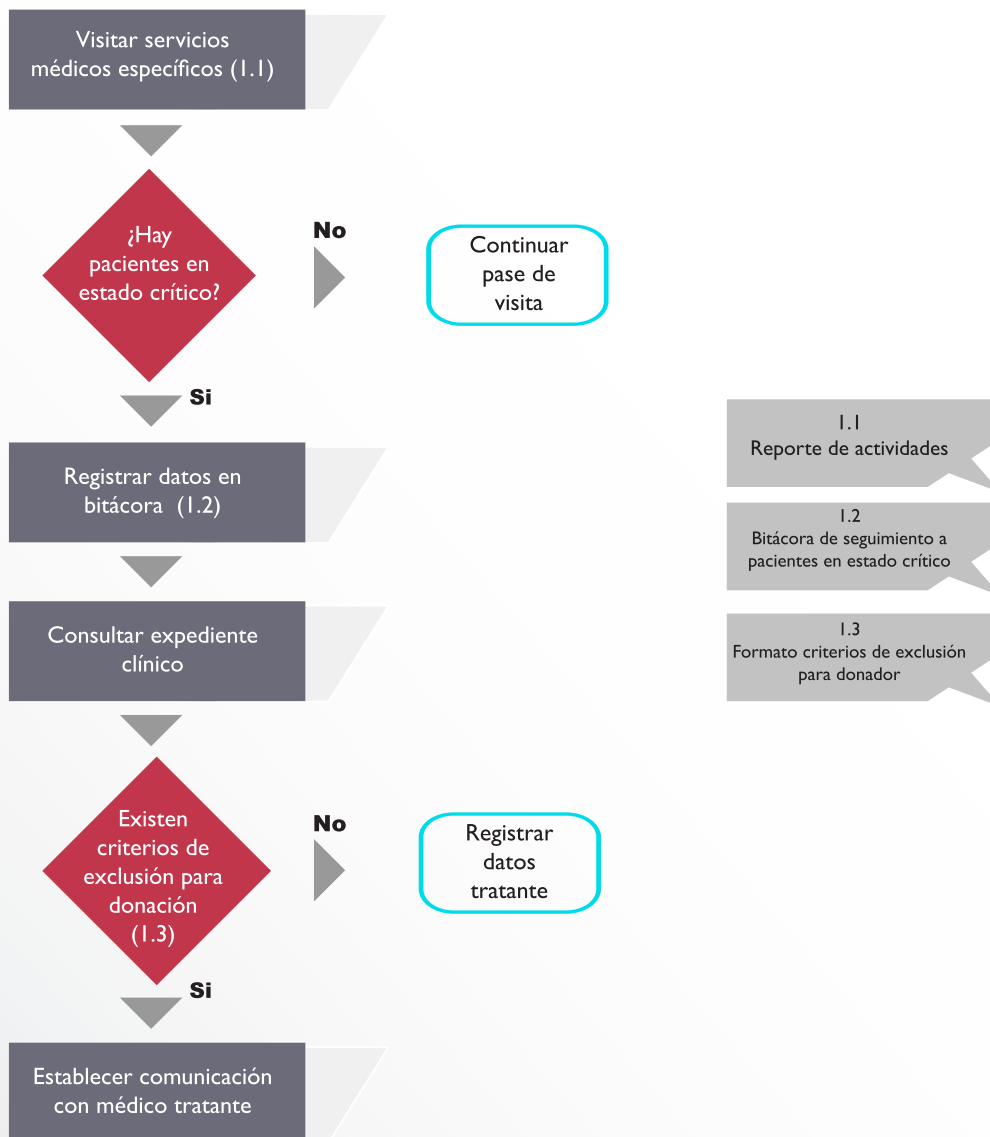 Visitar servicios
médicos específicos (1.1)
¿Hay
pacientes en
estado crítico?
No
Continuar
pase de
visita
Si
Registrar datos en
bitácora (1.2)
Consultar expediente
clínico
Existen
criterios de
exclusión para
donación
(1.3)
No
Registrar
datos
tratante
Si
Establecer comunicación
con médico tratante
1.1
Reporte de actividades
1.2
Bitácora de seguimiento a
pacientes en estado crítico
1.3
Formato criterios de exclusión
para donador